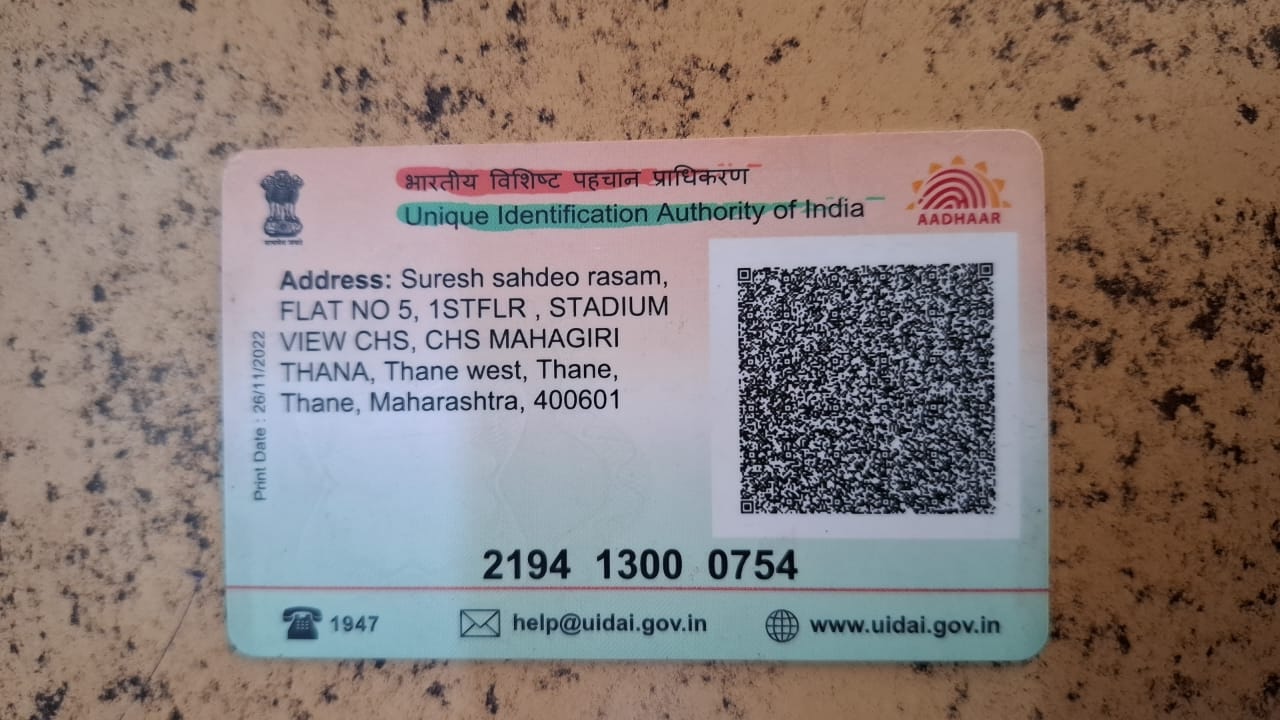 भारतीय विशिष्ट पहचान प्राधिकरण
Unique Identification Authority of India
AADHAAR
Address: Suresh sahdeo rasam,
FLAT NO 5, 1STFLR , STADIUM
VIEW CHS, CHS MAHAGIRI
THANA, Thane west, Thane,
Thane, Maharashtra, 400601
Print Date : 26/11/2022
2194 1300 0754
1947
help@uidai.gov.in
www.uidai.gov.in